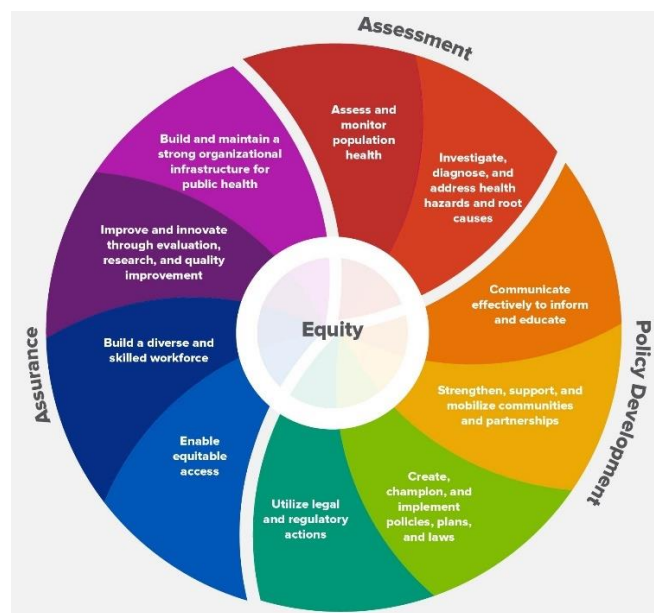 Assessment
Assess and
monitor
population
health
Investigate,
diagnose, and
address health
hazards and root
causes
Policy Development
Communicate
effectively to inform
and educate
Strengthen, support, and
mobilize communities
and partnerships
Create,
champion, and
implement
policies, plans,
and laws
Utilize legal
and regulatory
actions
Assurance
Enable
equitable
access
Build a diverse and
skilled workforce
Improve and innovate
through evaluation,
research, and quality
improvement
Build and maintain a
strong organizational
infrastructure for
public health
Equity